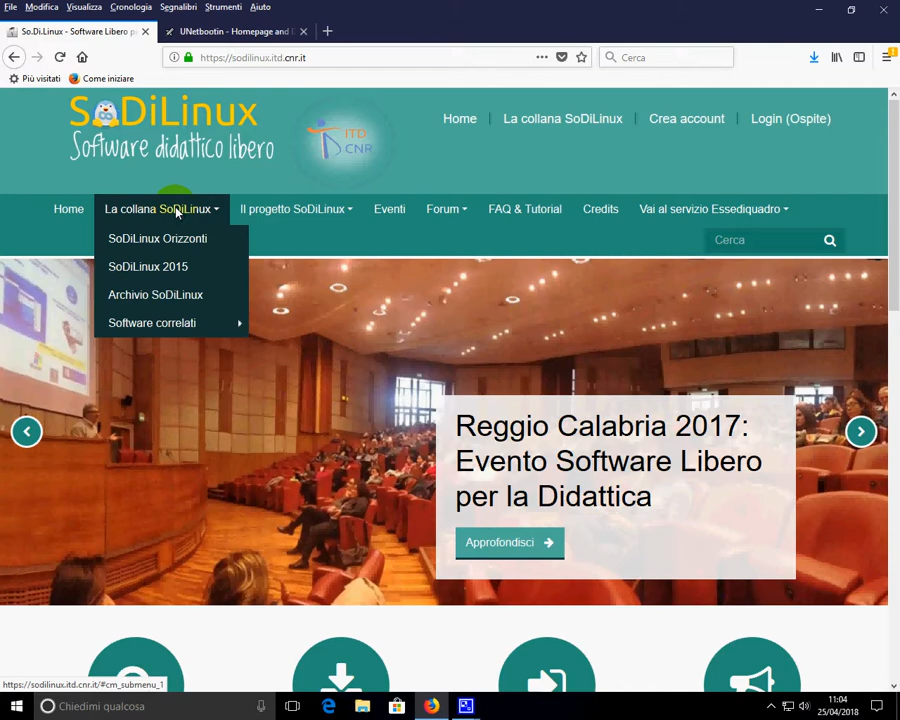 File Modifica Visualizza Cronologia Segnalibri Strumenti Aiuto
So.Di.Linux - Software Libero p
UNetbootin - Homepage and D
https://sodilinux.itd.cnr.it
Cerca
Più visitati Come iniziare
SoDiLinux
Software didattico libero
ITD
CNR
Home La collana SoDiLinux Crea account Login (Ospite)
Home La collana SoDiLinux Il progetto SoDiLinux Eventi Forum FAQ & Tutorial Credits Vai al servizio Essediquadro
Cerca
SoDiLinux Orizzonti
SoDiLinux 2015
Archivio SoDiLinux
Software correlati
Reggio Calabria 2017:
Evento Software Libero
per la Didattica
Approfondisci
https://sodilinux.itd.cnr.it/#cm_submenu_1
Chiedimi qualcosa
11:04
25/04/2018